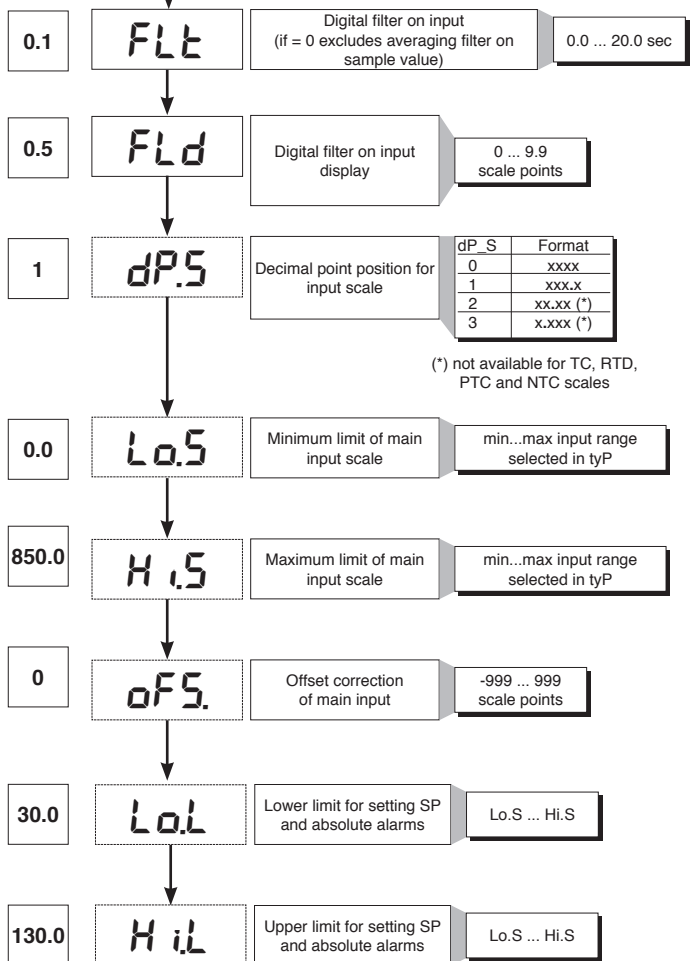 0.1
FLt
Digital filter on input
(if = 0 excludes averaging filter on
sample value)
0.0 ... 20.0 sec
0.5
FLd
Digital filter on input
display
0 ... 9.9
scale points
1
dP.S
Decimal point position for
input scale
dP_S Format
0 xxxx
1 xxx.x
2 xx.xx (*)
3 x.xxx (*)
(*) not available for TC, RTD,
PTC and NTC scales
0.0
Lo.S
Minimum limit of main
input scale
min...max input range
selected in tyP
850.0
Hi.S
Maximum limit of main
input scale
min...max input range
selected in tyP
0
oFS.
Offset correction
of main input
-999 ... 999
scale points
30.0
Lo.L
Lower limit for setting SP
and absolute alarms
Lo.S ... Hi.S
130.0
Hi.L
Upper limit for setting SP
and absolute alarms
Lo.S ... Hi.S